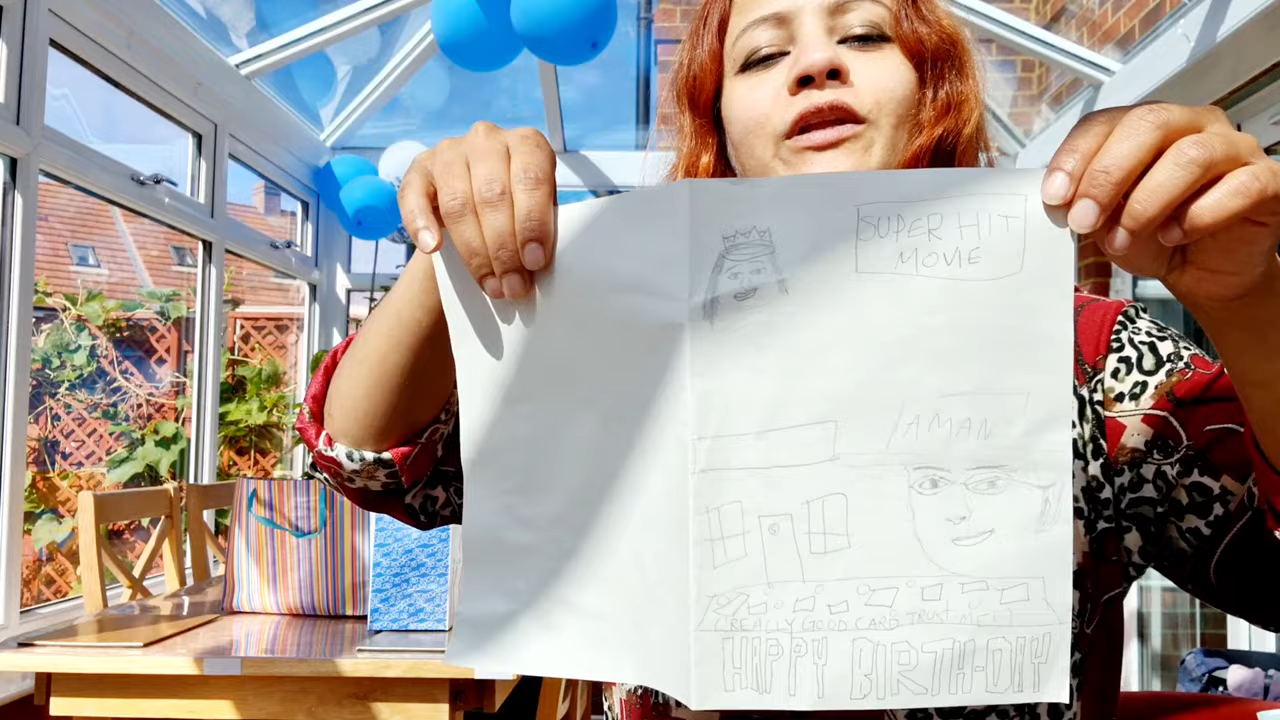 SUPER HIT
MOVIE
AMAN
REALLY GOOD CARD TRUST ME!!
HAPPY BIRTH-DAY